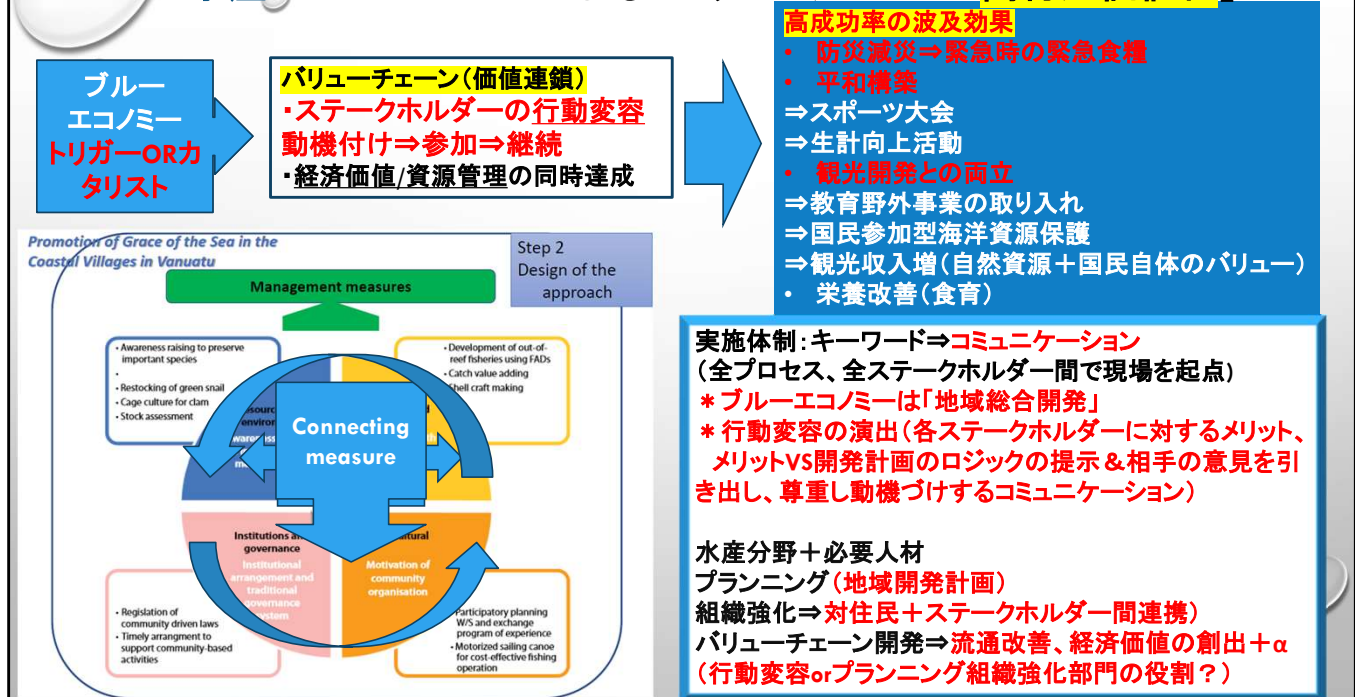 ブルー
エコノミー
トリガーORカ
タリスト
バリューチェーン（価値連鎖）
・ステークホルダーの行動変容
動機付け⇒参加⇒継続
・経済価値/資源管理の同時達成
高成功率の波及効果
• 防災減災⇒緊急時の緊急食糧
• 平和構築
⇒スポーツ大会
⇒生計向上活動
• 観光開発との両立
⇒教育野外事業の取り入れ
⇒国民参加型海洋資源保護
⇒観光収入増（自然資源＋国民自体のバリュー）
• 栄養改善（食育）
Promotion of Grace of the Sea in the
Coastal Villages in Vanuatu
Step 2
Design of the
approach
Management measures
• Awareness raising to preserve
important species
•
• Restocking of green snail
• Cage culture for clam
• Stock assessment
• Development of out-of-
reef fisheries using FADs
• Catch value adding
Shell craft making
Connecting
measure
Institutions
governance
Institutional
arrangement and
traditional
governance
Motivation of
community
organisation
• Registation of
community driven laws
• Timely arrangment to
support community-based
activities
Participatory planning
W/S and exchange
program of experience
• Motorized sailing canoe
for cost-effective fishing
operation
実施体制：キーワード⇒コミュニケーション
（全プロセス、全ステークホルダー間で現場を起点）
＊ブルーエコノミーは「地域総合開発」
＊行動変容の演出（各ステークホルダーに対するメリット、
メリットVS開発計画のロジックの提示＆相手の意見を引
き出し、尊重し動機づけするコミュニケーション）
水産分野＋必要人材
プランニング（地域開発計画）
組織強化⇒対住民＋ステークホルダー間連携）
バリューチェーン開発⇒流通改善、経済価値の創出＋α
（行動変容orプランニング組織強化部門の役割？）